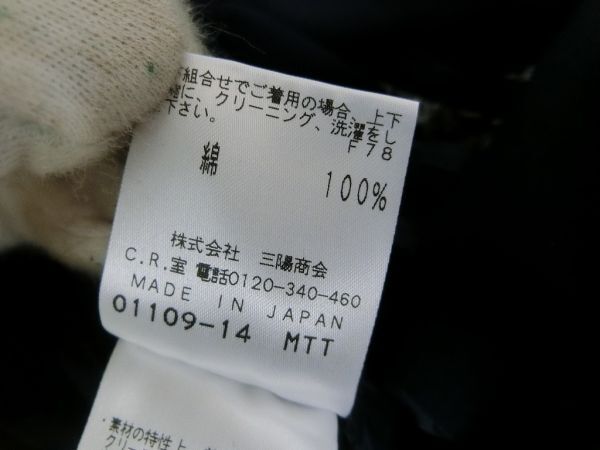 組合せでご着用の場合、上下
緒に、クリーニング、洗濯をし
下さい。
F78
綿 100%
株式会社 三陽商会
C.R.室 電話0120-340-460
MADE IN JAPAN
01109-14 MTT
・素材の特性上